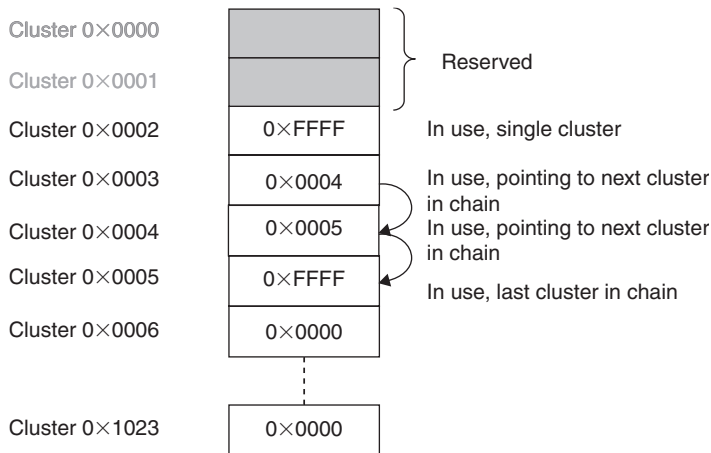 Cluster 0×0000
Cluster 0×0001
Reserved
Cluster 0×0002 0×FFFF In use, single cluster
Cluster 0×0003 0×0004 In use, pointing to next cluster
in chain
Cluster 0×0004 0×0005 In use, pointing to next cluster
in chain
Cluster 0×0005 0×FFFF In use, last cluster in chain
Cluster 0×0006 0×0000
Cluster 0×1023 0×0000